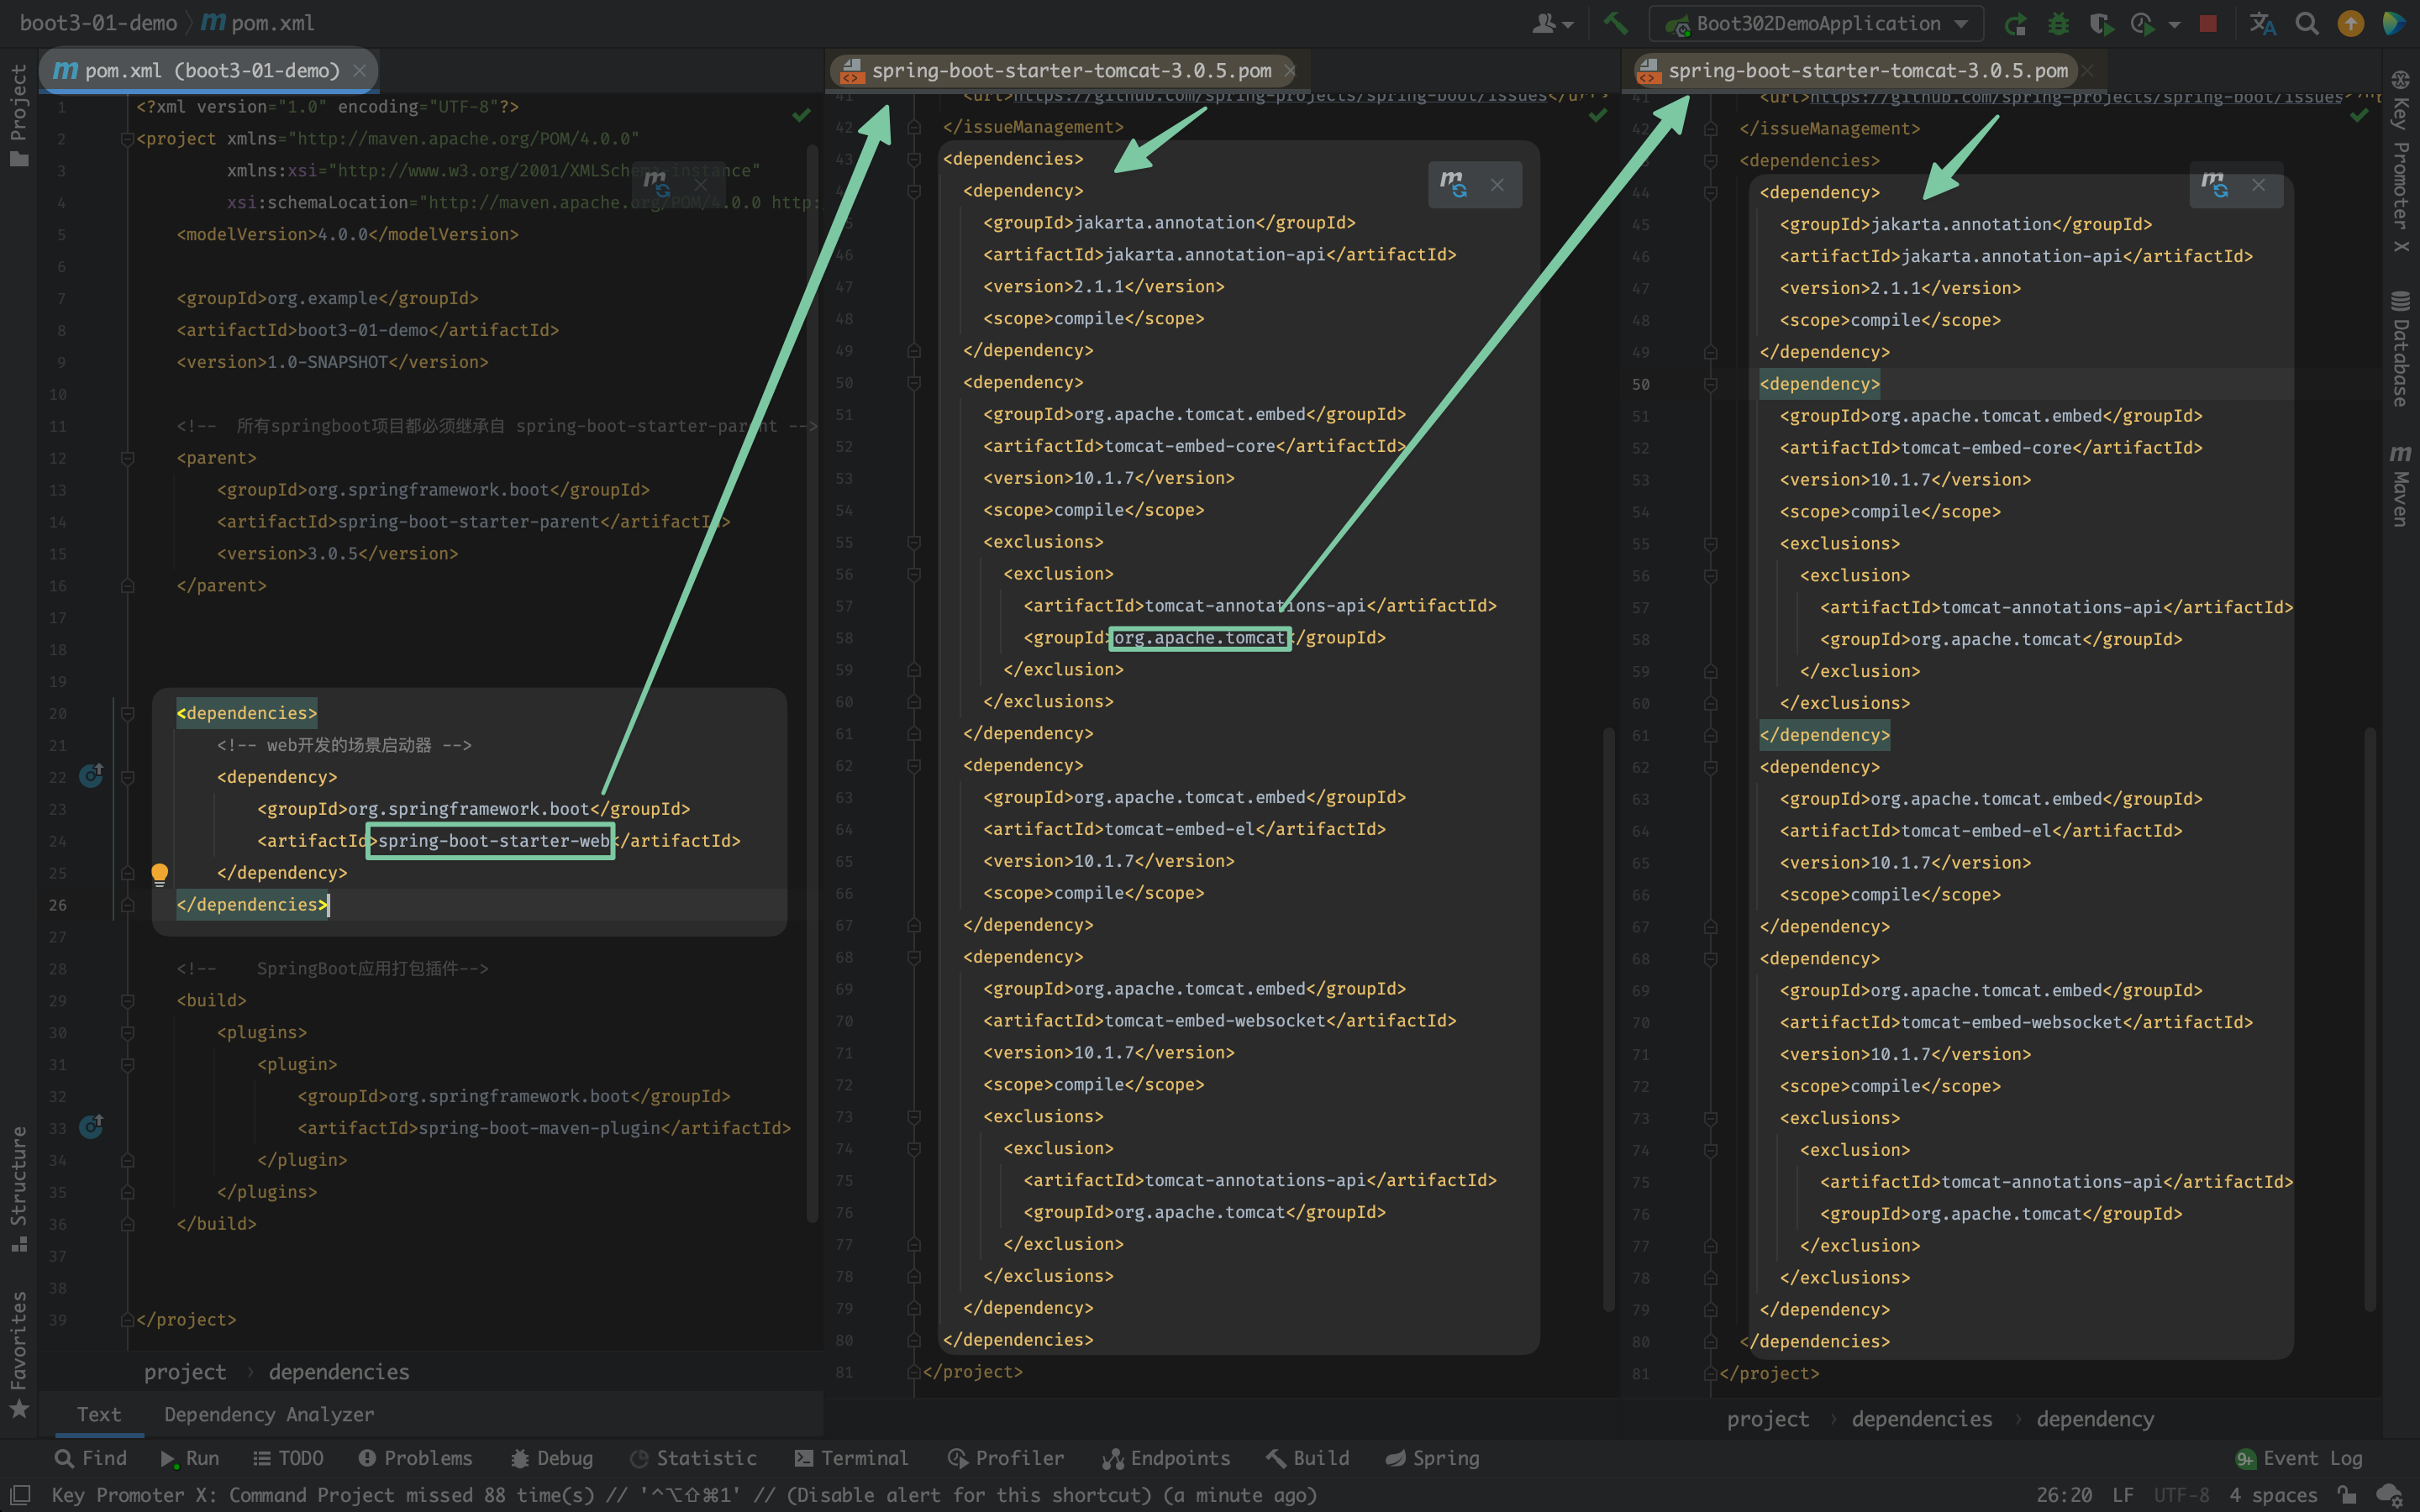 boot3-01-demo 〉 m pom.xml
Boot302DemoApplication
Project
m pom.xml (boot3-01-demo)
1 <?xml version="1.0" encoding="UTF-8"?>
2 <project xmlns="http://maven.apache.org/POM/4.0.0"
3 xmlns:xsi="http://www.w3.org/2001/XMLSchema-instance"
4 xsi:schemaLocation="http://maven.apache.org/POM/4.0.0 http:
5 <modelVersion>4.0.0</modelVersion>
6
7 <groupId>org.example</groupId>
8 <artifactId>boot3-01-demo</artifactId>
9 <version>1.0-SNAPSHOT</version>
10
11 <!-- 所有springboot项目都必须继承自 spring-boot-starter-parent -->
12 <parent>
13 <groupId>org.springframework.boot</groupId>
14 <artifactId>spring-boot-starter-parent</artifactId>
15 <version>3.0.5</version>
16 </parent>
17
18
19
20 <dependencies>
21 <!-- web开发的场景启动器 -->
22 <dependency>
23 <groupId>org.springframework.boot</groupId>
24 <artifactId>spring-boot-starter-web</artifactId>
25 </dependency>
26 </dependencies>
27
28 <!-- SpringBoot应用打包插件-->
29 <build>
30 <plugins>
31 <plugin>
32 <groupId>org.springframework.boot</groupId>
33 <artifactId>spring-boot-maven-plugin</artifactId>
34 </plugin>
35 </plugins>
36 </build>
37
38
39 </project>
project › dependencies
Text Dependency Analyzer
spring-boot-starter-tomcat-3.0.5.pom
41 <url>https://github.com/spring-projects/spring-boot/issues</url>
42 </issueManagement>
43 <dependencies>
<dependency>
45 <groupId>jakarta.annotation</groupId>
46 <artifactId>jakarta.annotation-api</artifactId>
47 <version>2.1.1</version>
48 <scope>compile</scope>
49 </dependency>
50 <dependency>
51 <groupId>org.apache.tomcat.embed</groupId>
52 <artifactId>tomcat-embed-core</artifactId>
53 <version>10.1.7</version>
54 <scope>compile</scope>
55 <exclusions>
56 <exclusion>
57 <artifactId>tomcat-annotations-api</artifactId>
58 <groupId>org.apache.tomcat</groupId>
59 </exclusion>
60 </exclusions>
61 </dependency>
62 <dependency>
63 <groupId>org.apache.tomcat.embed</groupId>
64 <artifactId>tomcat-embed-el</artifactId>
65 <version>10.1.7</version>
66 <scope>compile</scope>
67 </dependency>
68 <dependency>
69 <groupId>org.apache.tomcat.embed</groupId>
70 <artifactId>tomcat-embed-websocket</artifactId>
71 <version>10.1.7</version>
72 <scope>compile</scope>
73 <exclusions>
74 <exclusion>
75 <artifactId>tomcat-annotations-api</artifactId>
76 <groupId>org.apache.tomcat</groupId>
77 </exclusion>
78 </exclusions>
79 </dependency>
80 </dependencies>
81 </project>
spring-boot-starter-tomcat-3.0.5.pom
41 <url>https://github.com/spring-projects/spring-boot/issues
42 </issueManagement>
<dependencies>
44 <dependency>
45 <groupId>jakarta.annotation</groupId>
46 <artifactId>jakarta.annotation-api</artifactId>
47 <version>2.1.1</version>
48 <scope>compile</scope>
49 </dependency>
50 <dependency>
51 <groupId>org.apache.tomcat.embed</groupId>
52 <artifactId>tomcat-embed-core</artifactId>
53 <version>10.1.7</version>
54 <scope>compile</scope>
55 <exclusions>
56 <exclusion>
57 <artifactId>tomcat-annotations-api</artifactId>
58 <groupId>org.apache.tomcat</groupId>
59 </exclusion>
60 </exclusions>
61 </dependency>
62 <dependency>
63 <groupId>org.apache.tomcat.embed</groupId>
64 <artifactId>tomcat-embed-el</artifactId>
65 <version>10.1.7</version>
66 <scope>compile</scope>
67 </dependency>
68 <dependency>
69 <groupId>org.apache.tomcat.embed</groupId>
70 <artifactId>tomcat-embed-websocket</artifactId>
71 <version>10.1.7</version>
72 <scope>compile</scope>
73 <exclusions>
74 <exclusion>
75 <artifactId>tomcat-annotations-api</artifactId>
76 <groupId>org.apache.tomcat</groupId>
77 </exclusion>
78 </exclusions>
79 </dependency>
80 </dependencies>
81 </project>
project › dependencies › dependency
Key Promoter X
Database
Maven
Structure
Favorites
Find Run TODO Problems Debug Statistic Terminal Profiler Endpoints Build Spring 9+ Event Log
Key Promoter X: Command Project missed 88 time(s) // '^⌥⇧⌘1' // (Disable alert for this shortcut) (a minute ago) 26:20 LF UTF-8 4 spaces